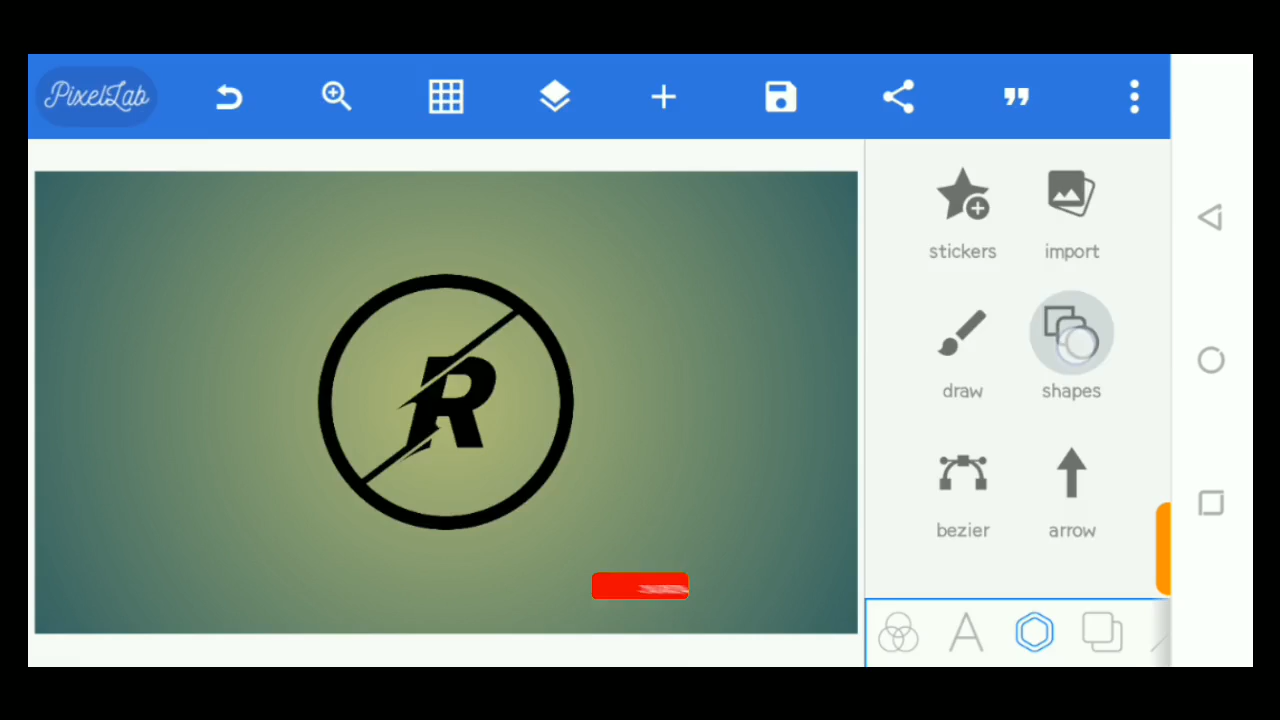 PixelLab
R
stickers
import
draw
shapes
bezier
arrow